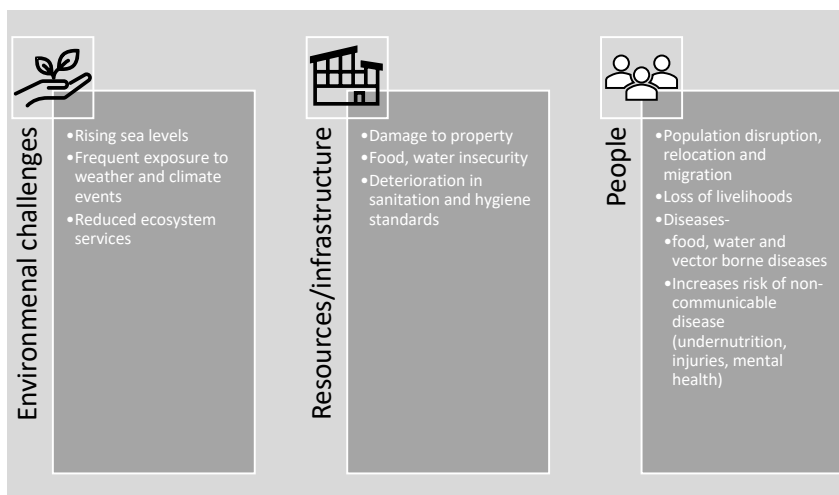 Environmenal challenges
•Rising sea levels
•Frequent exposure to
weather and climate
events
•Reduced ecosystem
services
Resources/infrastructure
•Damage to property
•Food, water insecurity
•Deterioration in
sanitation and hygiene
standards
People
•Population disruption,
relocation and
migration
•Loss of livelihoods
•Diseases-
•food, water and
vector borne diseases
•Increases risk of non-
communicable
disease
(undernutrition,
injuries, mental
health)